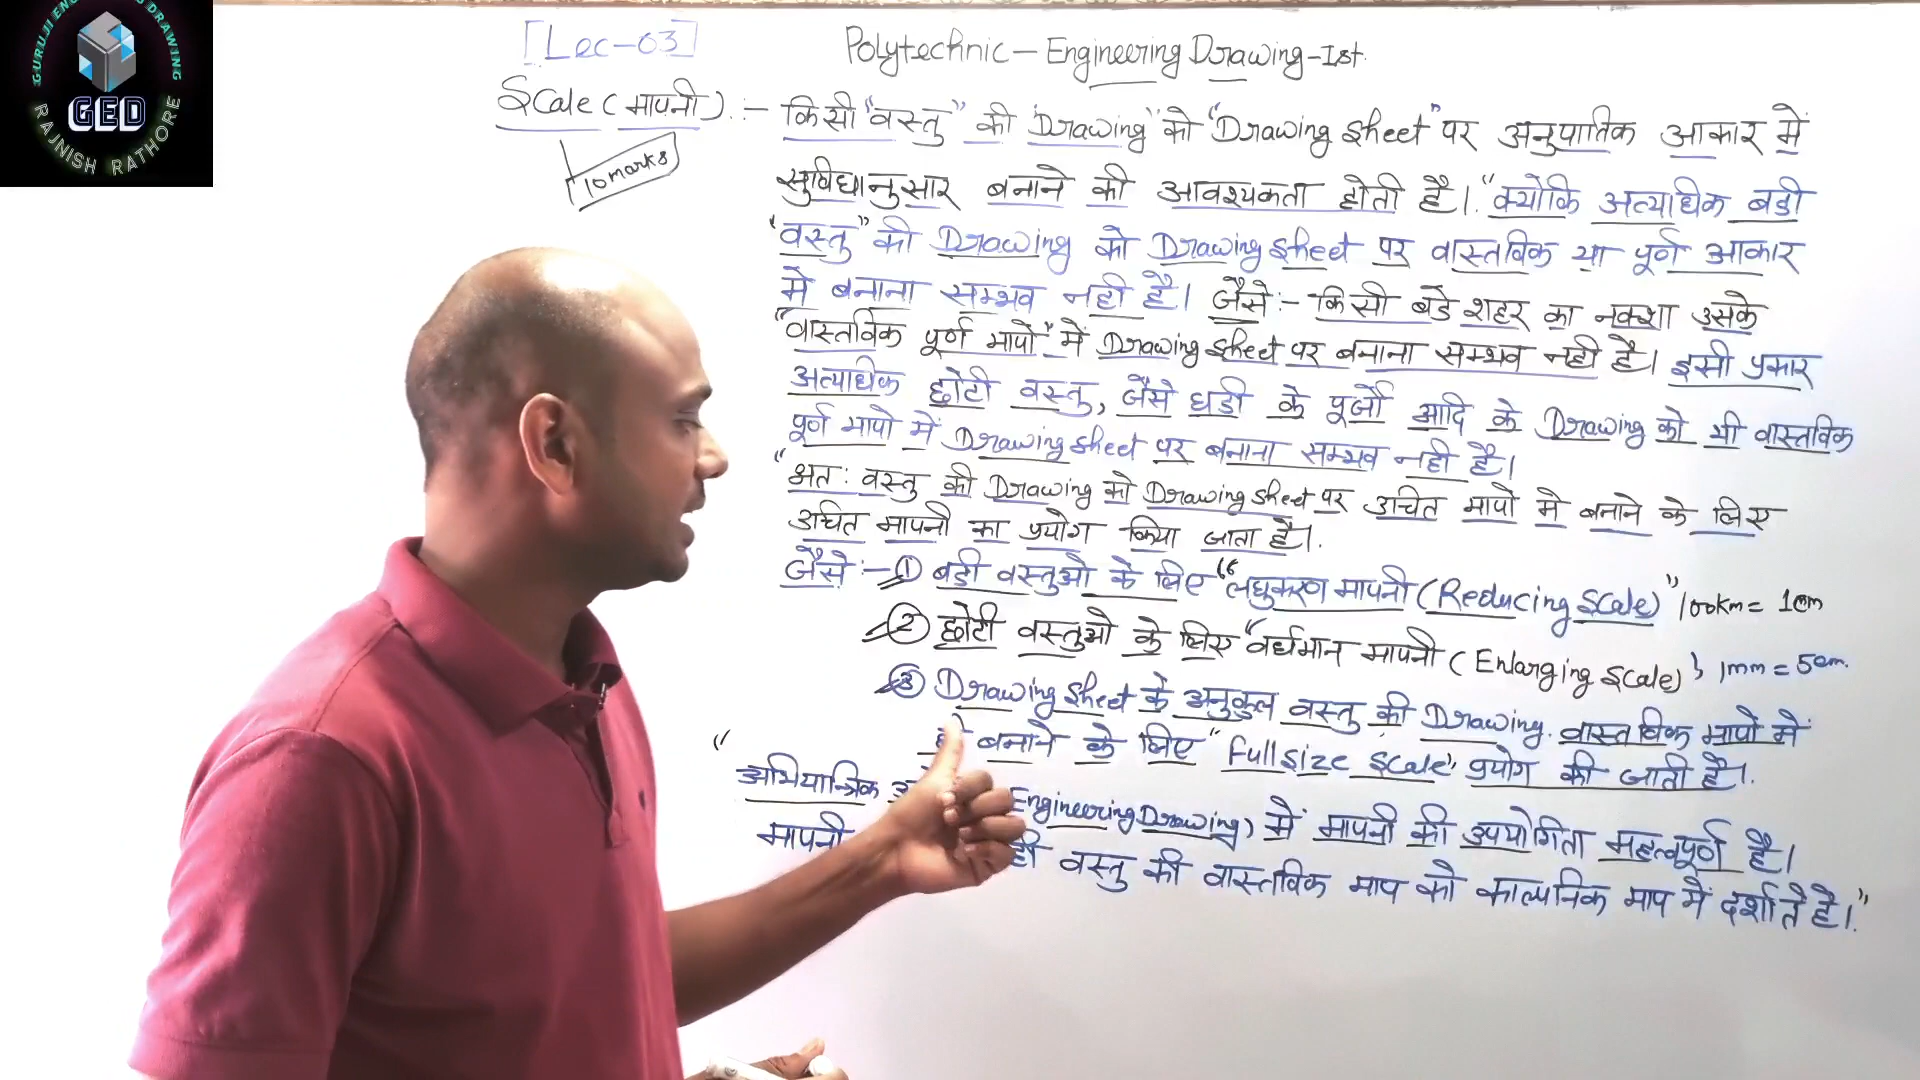 GURUJI ENG DRAWING
GED
RAJNISH RATHORE
[Lec-03]
Polytechnic - Engineering Drawing-Ist.
Scale (मापनी) :- किसी "वस्तु" की "Drawing" को "Drawing sheet" पर अनुपातिक आकार में
10 marks
सुविधानुसार बनाने की आवश्यकता होती है। "क्योंकि अत्याधिक बडी
"वस्तु" की Drawing को Drawing sheet पर वास्तविक या पूर्ण आकार
में बनाना सम्भव नही है। जैसे:- किसी बडे शहर का नक्शा उसके
"वास्तविक पूर्ण मापो" में Drawing sheet पर बनाना सम्भव नही है। इसी प्रकार
अत्याधिक छोटी वस्तु, जैसे घडी के पूर्जो आदि के Drawing को भी वास्तविक
पूर्ण मापो में Drawing sheet पर बनाना सम्भव नही है।
"अत: वस्तु की Drawing को Drawing sheet पर उचित मापो मे बनाने के लिए
उचित मापनी का प्रयोग किया जाता है।
जैसे:- ① बडी वस्तुओ के लिए "लघुकरण मापनी (Reducing Scale)" 100km = 1cm
② छोटी वस्तुओ के लिए "वर्धमान मापनी (Enlarging Scale)' 1mm = 5cm.
③ Drawing sheet के अनुकुल वस्तु की Drawing. वास्तविक मापो में
बनाने के लिए "Full size scale" प्रयोग की जाती है।
"अभियान्त्रिक Engineering Drawing) में मापनी की उपयोगिता महत्वपूर्ण है।
मापनी ही वस्तु की वास्तविक माप को काल्पनिक माप में दर्शाते है।"